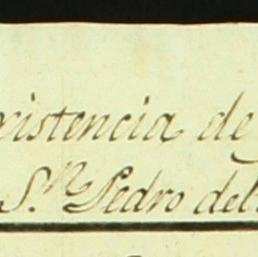 xistencia de
S.n Pedro del